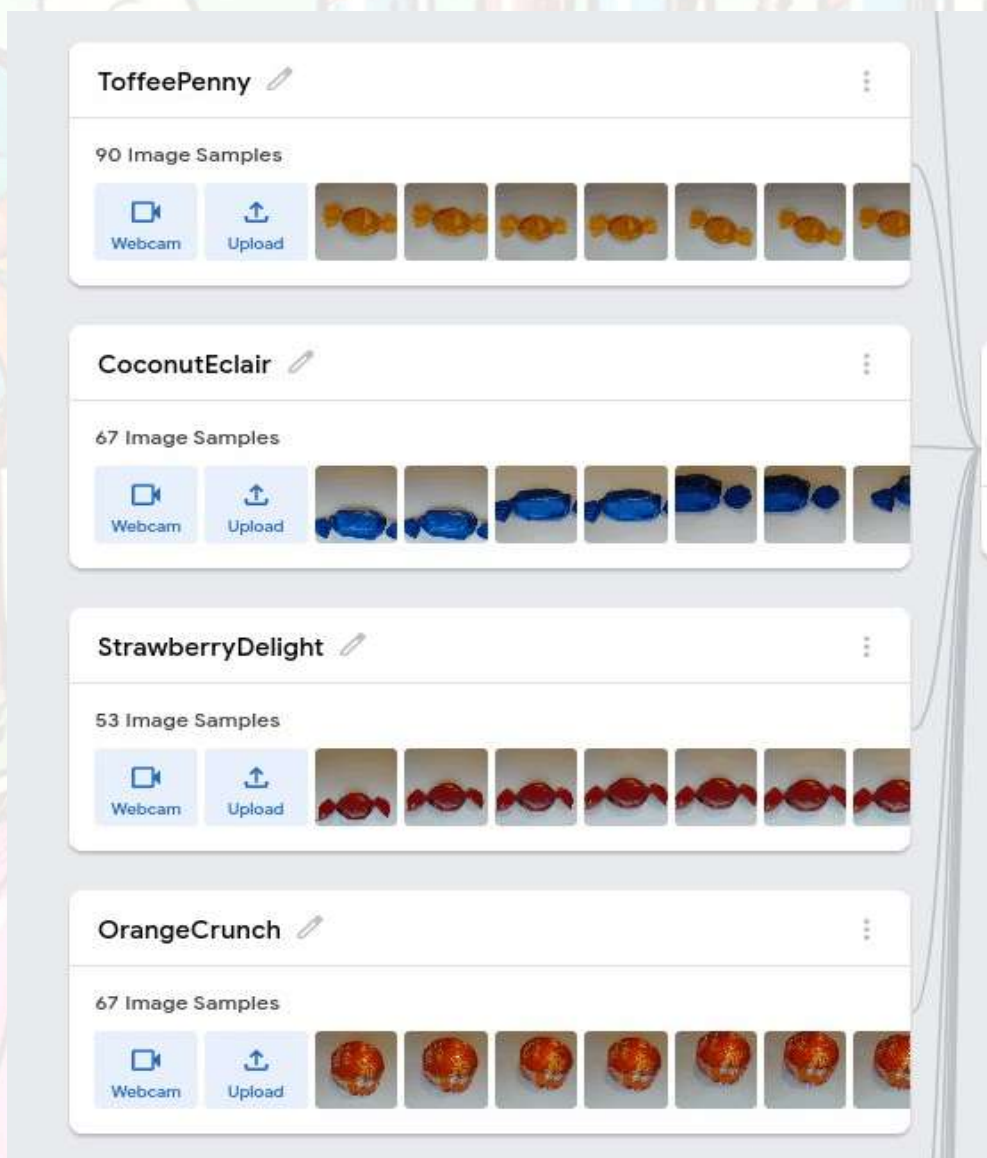 ToffeePenny
90 Image Samples
Webcam
Upload
CoconutEclair
67 Image Samples
Webcam
Upload
StrawberryDelight
53 Image Samples
Webcam
Upload
OrangeCrunch
67 Image Samples
Webcam
Upload